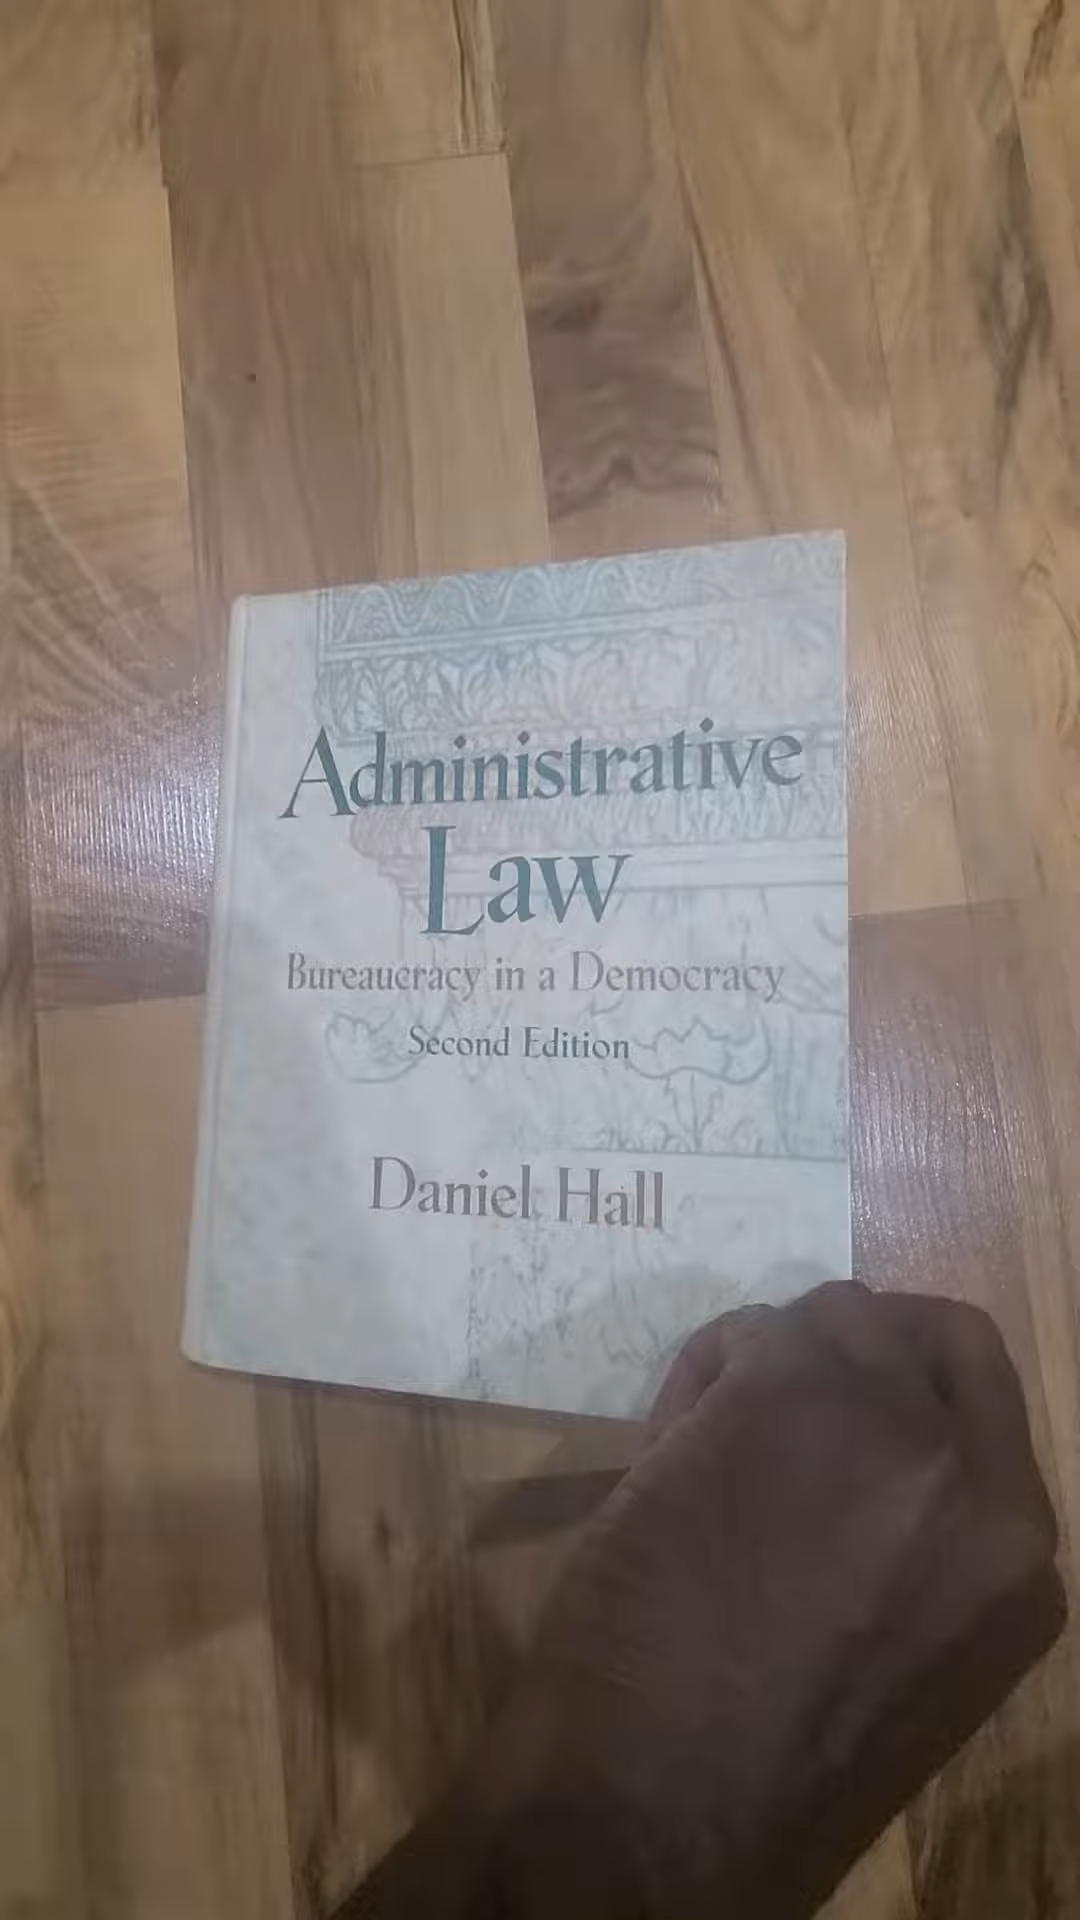 Administrative
Law
Bureaucracy in a Democracy
Second Edition
Daniel Hall